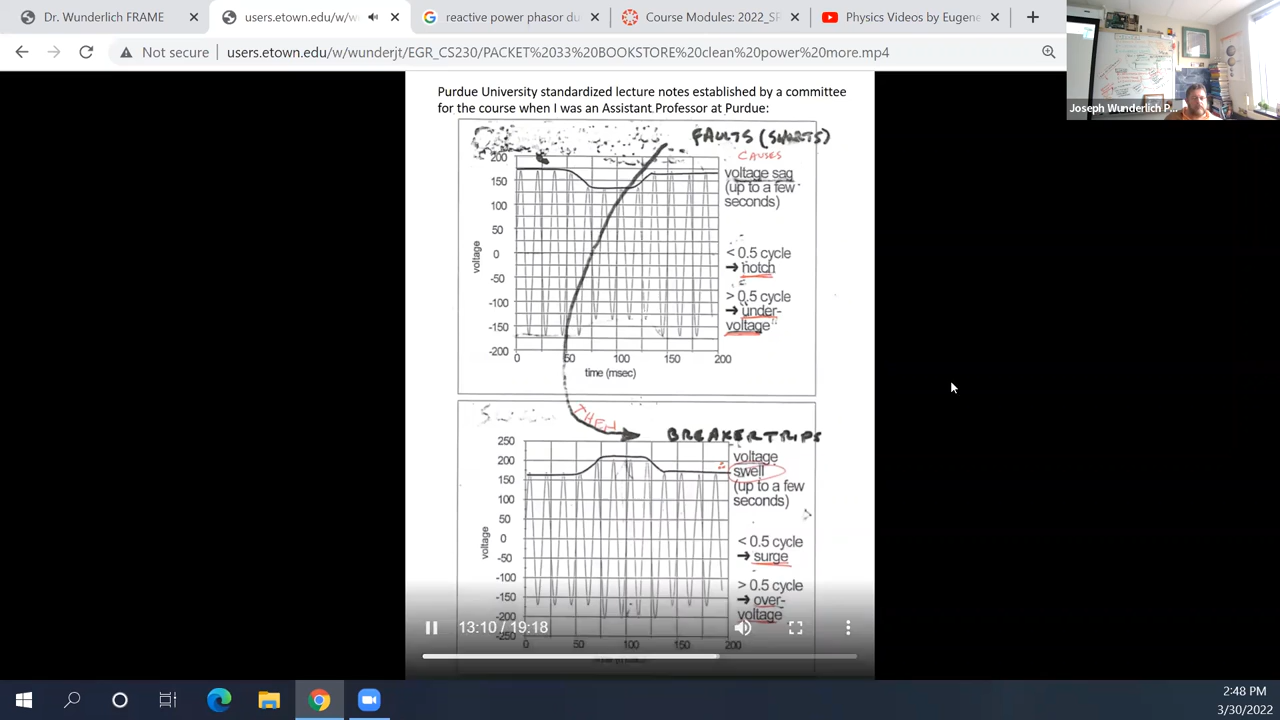 Dr. Wunderlich FRAME
users.etown.edu/w/w
reactive power phasor du
Course Modules: 2022_SP
Physics Videos by Eugene
Not secure
users.etown.edu/w/wunderjt/EGR_230/PACKET%2033%20BOOKSTORE%20clean%20power%20more.mp4
Joseph Wunderlich P...
Purdue University standardized lecture notes established by a committee
for the course when I was an Assistant Professor at Purdue:
FAULTS (SHORTS)
CAUSES
voltage sag
(up to a few
seconds)
< 0.5 cycle
→ notch
> 0.5 cycle
→ under-
voltage
200
150
100
50
0
-50
-100
-150
-200
voltage
0 50 100 150 200
time (msec)
THEN
BREAKER TRIPS
voltage
swell
(up to a few
seconds)
< 0.5 cycle
→ surge
> 0.5 cycle
→ over-
voltage
250
200
150
100
50
0
-50
-100
-150
-200
-250
voltage
0 50 100 150 200
13:10 / 19:18
2:48 PM
3/30/2022